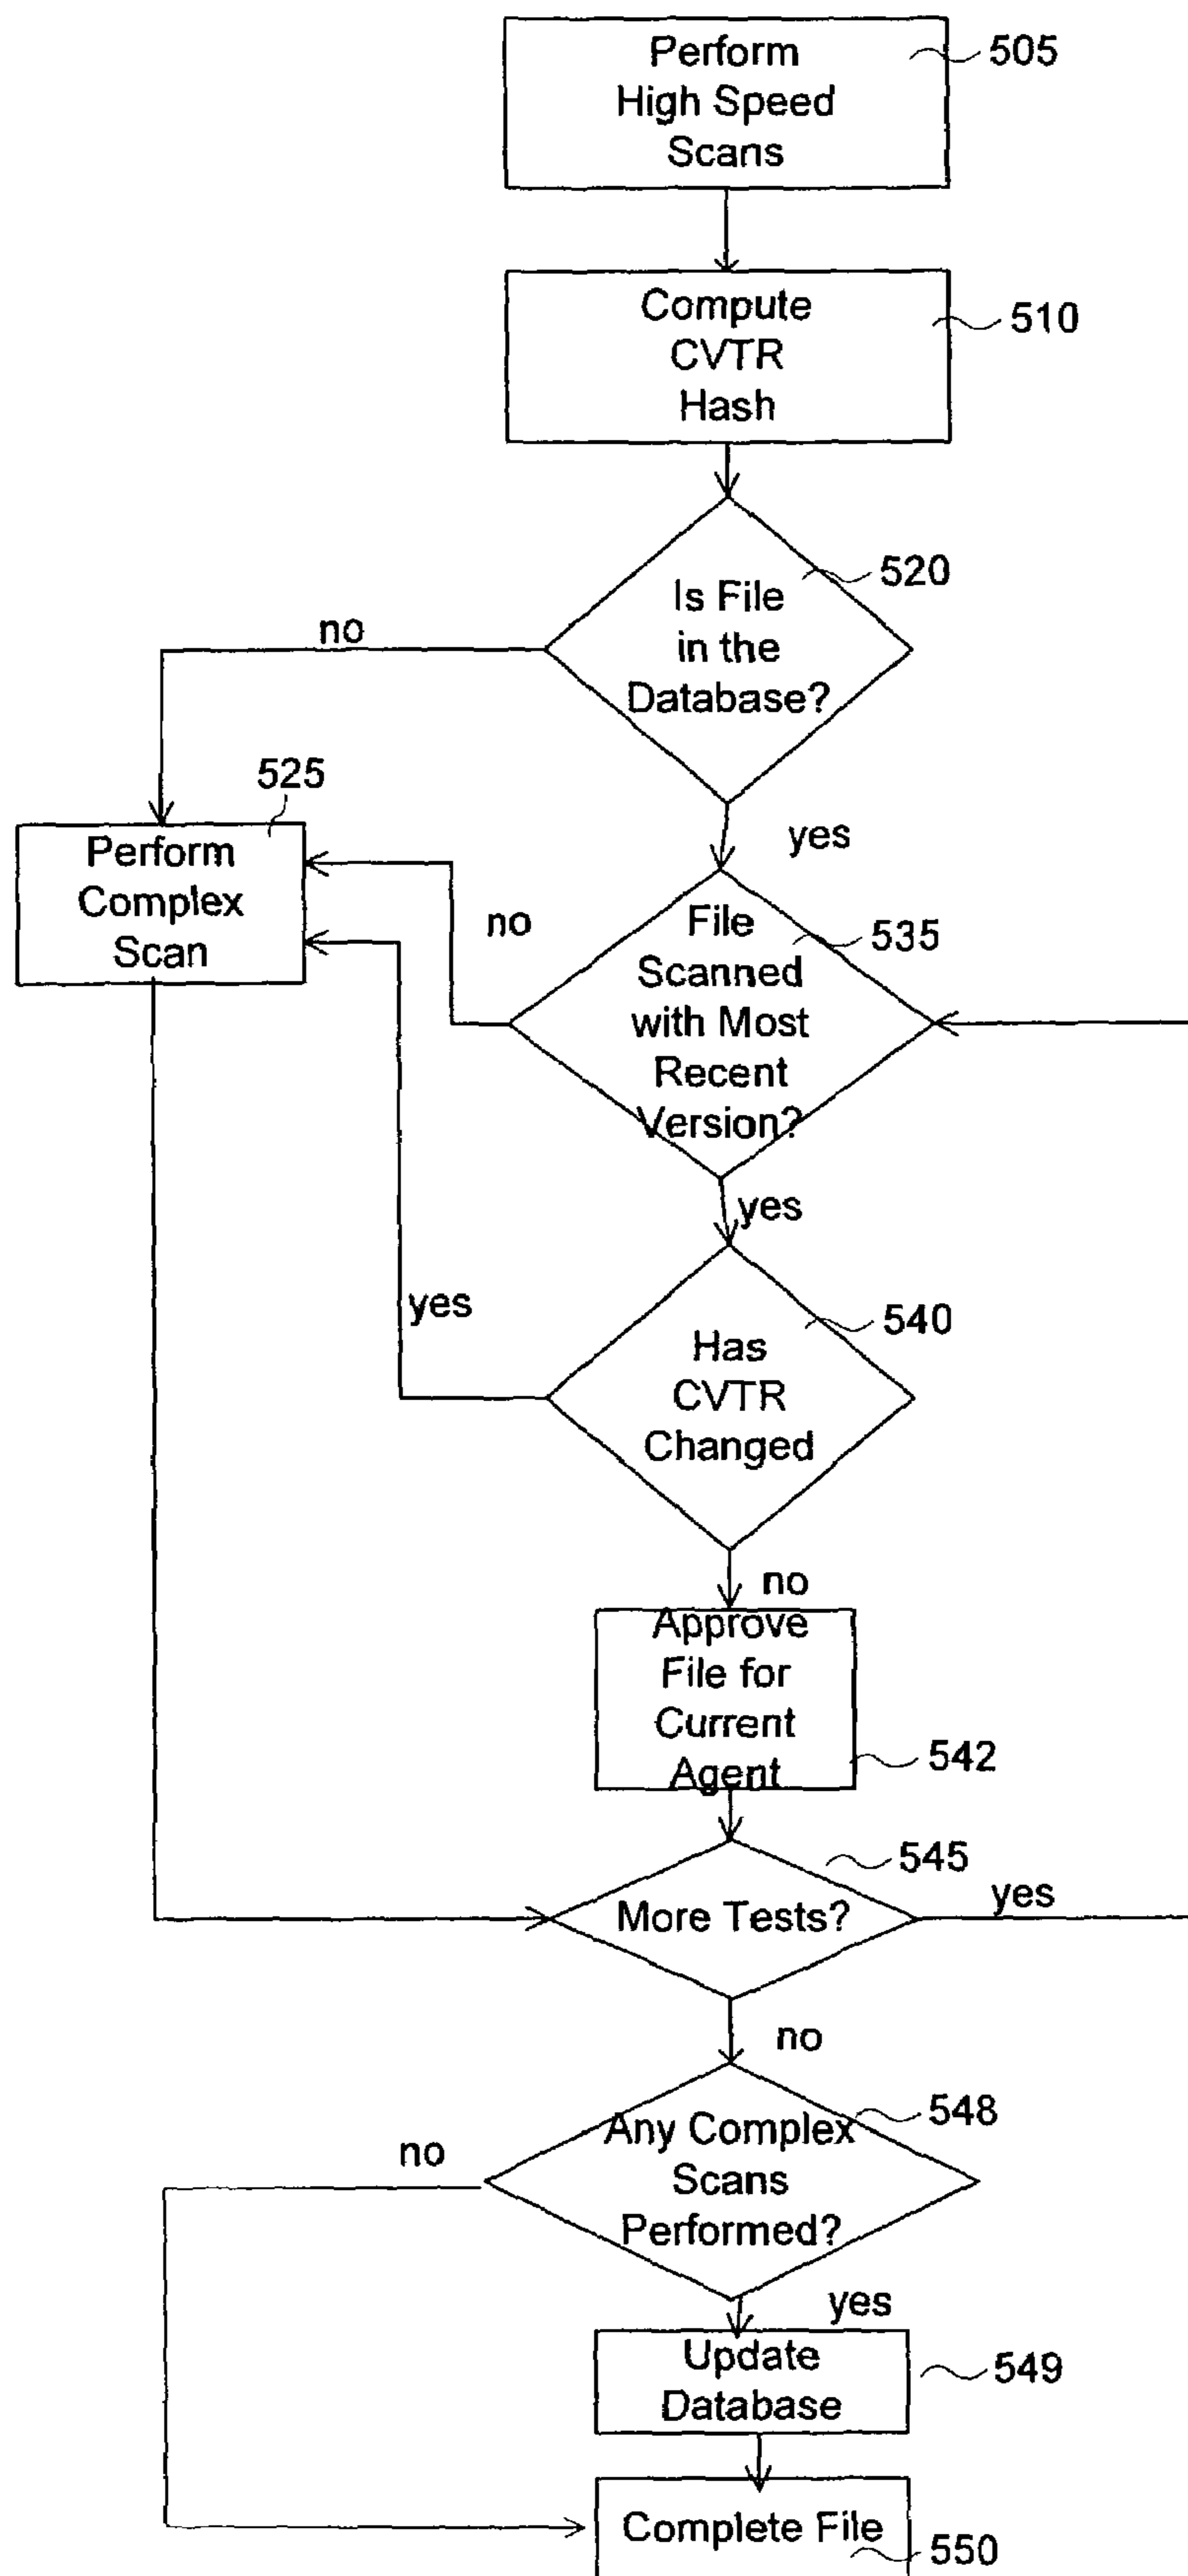 Perform
High Speed
Scans
505
Compute
CVTR
Hash
510
Is File
in the
Database?
520
no
yes
525
Perform
Complex
Scan
no
File
Scanned
with Most
Recent
Version?
535
yes
yes
Has
CVTR
Changed
540
no
Approve
File for
Current
Agent
542
545
More Tests?
yes
no
Any Complex
Scans
Performed?
548
no
yes
Update
Database
549
Complete File
550